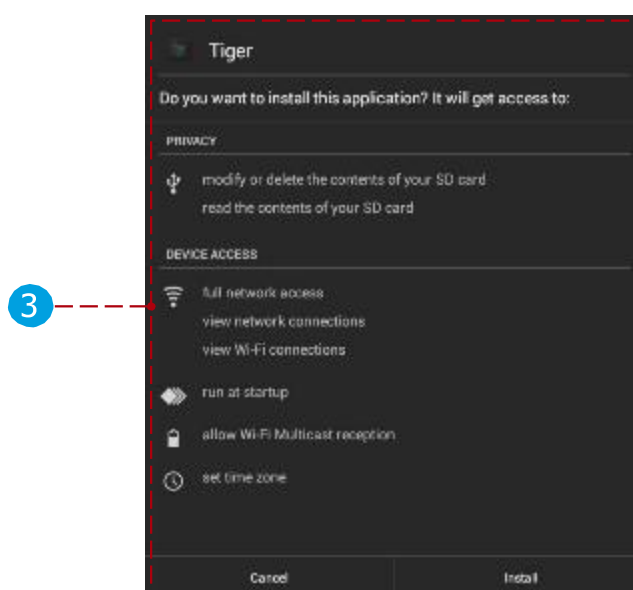 Tiger
Do you want to install this application? It will get access to:
PRIVACY
modify or delete the contents of your SD card
read the contents of your SD card
DEVICE ACCESS
3
full network access
view network connections
view Wi-Fi connections
run at startup
allow Wi-Fi Multicast reception
set time zone
Cancel
Install